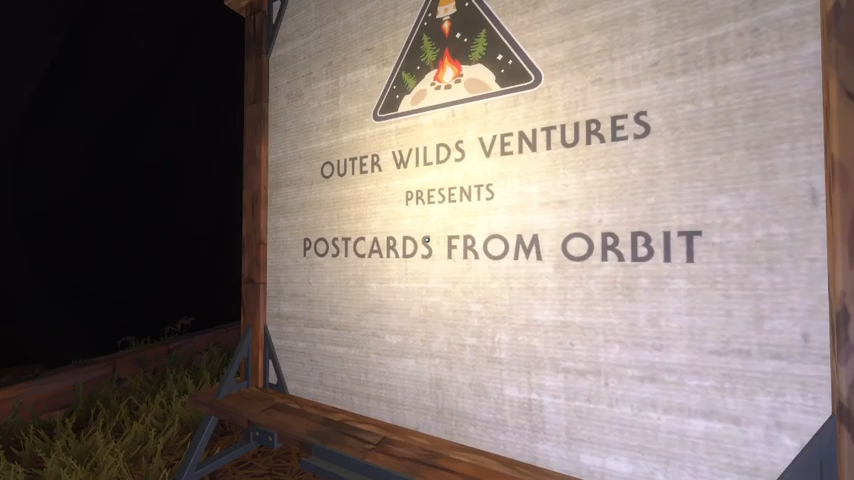 OUTER WILDS VENTURES
PRESENTS
POSTCARDS FROM ORBIT